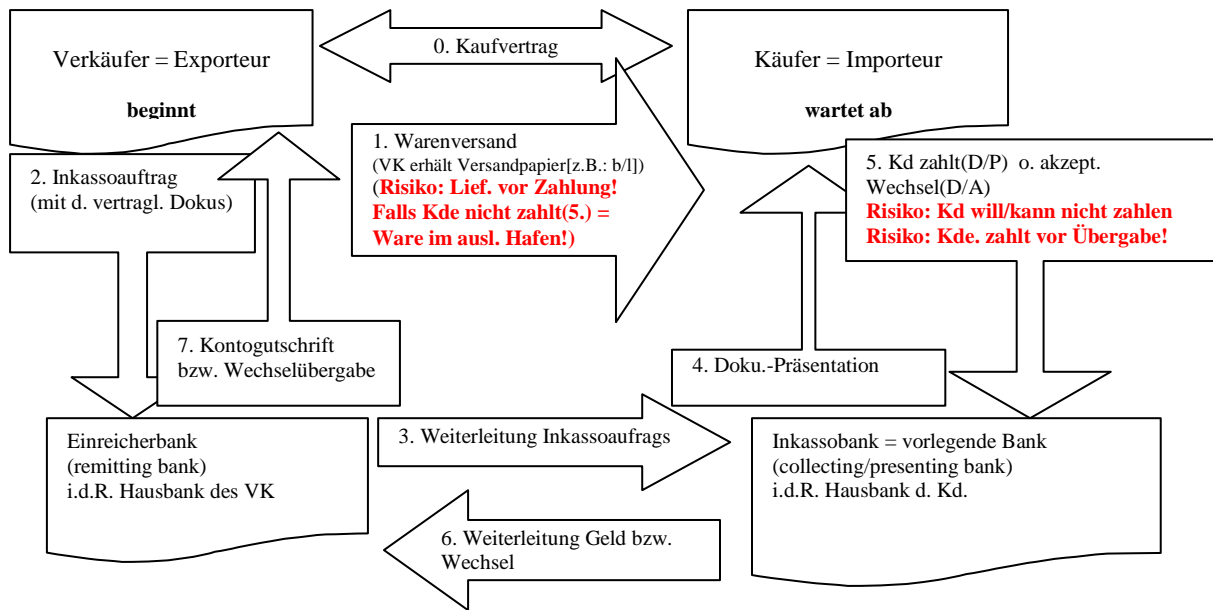 Verkäufer = Exporteur
beginnt
0. Kaufvertrag
Käufer = Importeur
wartet ab
1. Warenversand
(VK erhält Versandpapier[z.B.: b/l])
(Risiko: Lief. vor Zahlung!
Falls Kde nicht zahlt(5.) =
Ware im ausl. Hafen!)
2. Inkassoauftrag
(mit d. vertragl. Dokus)
5. Kd zahlt(D/P) o. akzept.
Wechsel(D/A)
Risiko: Kd will/kann nicht zahlen
Risiko: Kde. zahlt vor Übergabe!
7. Kontogutschrift
bzw. Wechselübergabe
4. Doku.-Präsentation
Einreicherbank
(remitting bank)
i.d.R. Hausbank des VK
3. Weiterleitung Inkassoaufrags
Inkassobank = vorlegende Bank
(collecting/presenting bank)
i.d.R. Hausbank d. Kd.
6. Weiterleitung Geld bzw.
Wechsel